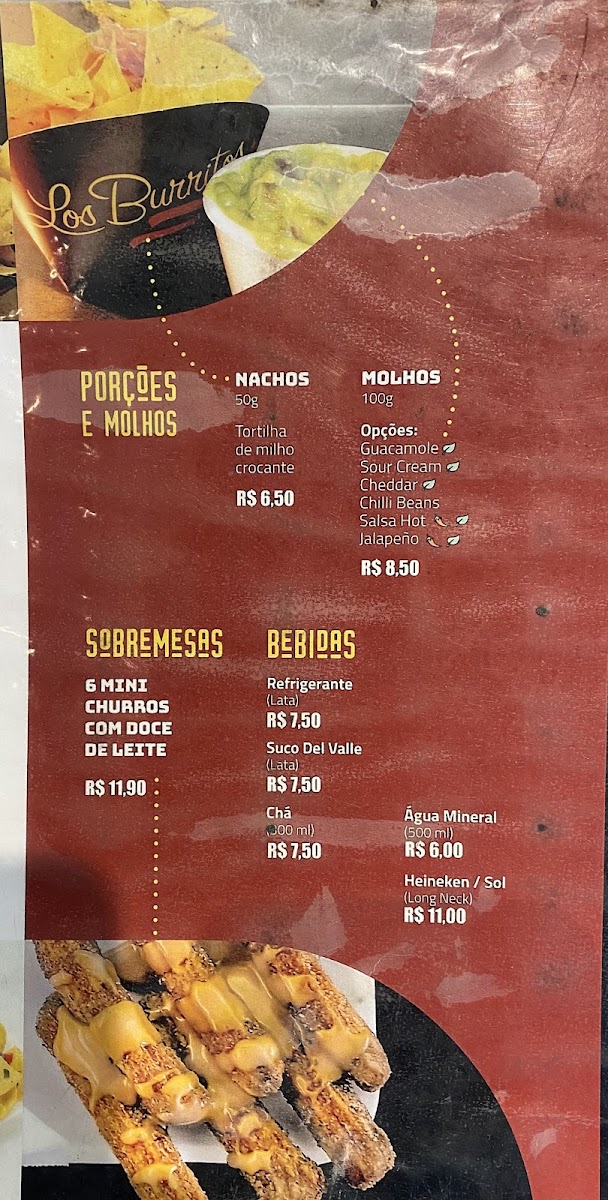 Los Burritos
PORÇÕES
E MOLHOS
NACHOS
50g
Tortilha
de milho
crocante
R$ 6,50
MOLHOS
100g
Opções:
Guacamole
Sour Cream
Cheddar
Chilli Beans
Salsa Hot
Jalapeño
R$ 8,50
SOBREMESAS
6 MINI
CHURROS
COM DOCE
DE LEITE
R$ 11,90
BEBIDAS
Refrigerante
(Lata)
R$ 7,50
Suco Del Valle
(Lata)
R$ 7,50
Chá
(300 ml)
R$ 7,50
Água Mineral
(500 ml)
R$ 6,00
Heineken / Sol
(Long Neck)
R$ 11,00